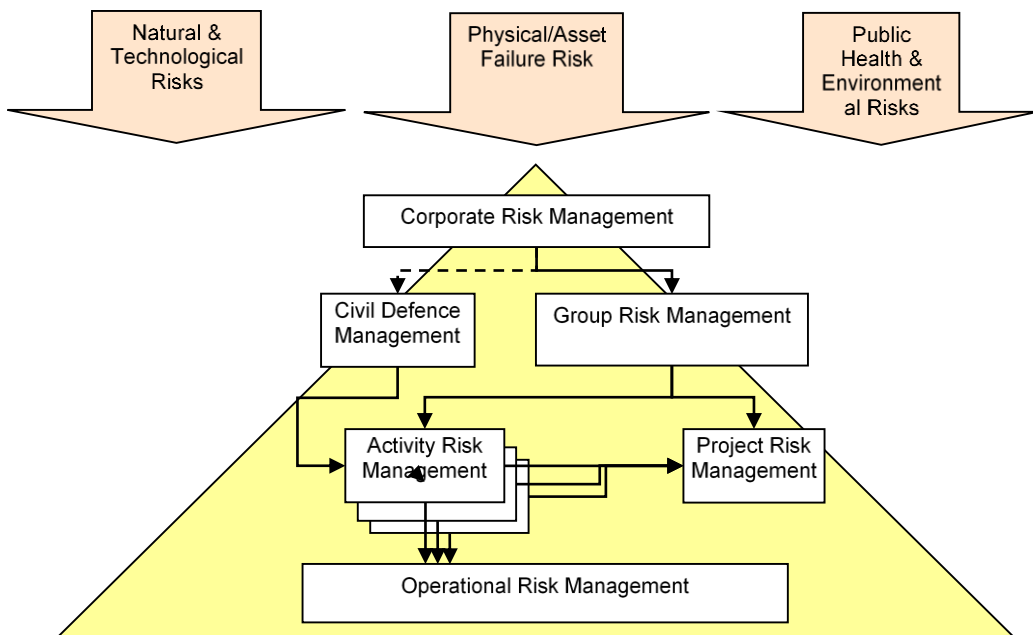 Natural &
Technological
Risks
Physical/Asset
Failure Risk
Public
Health &
Environment
al Risks
Corporate Risk Management
Civil Defence
Management
Group Risk Management
Activity Risk
Management
Project Risk
Management
Operational Risk Management